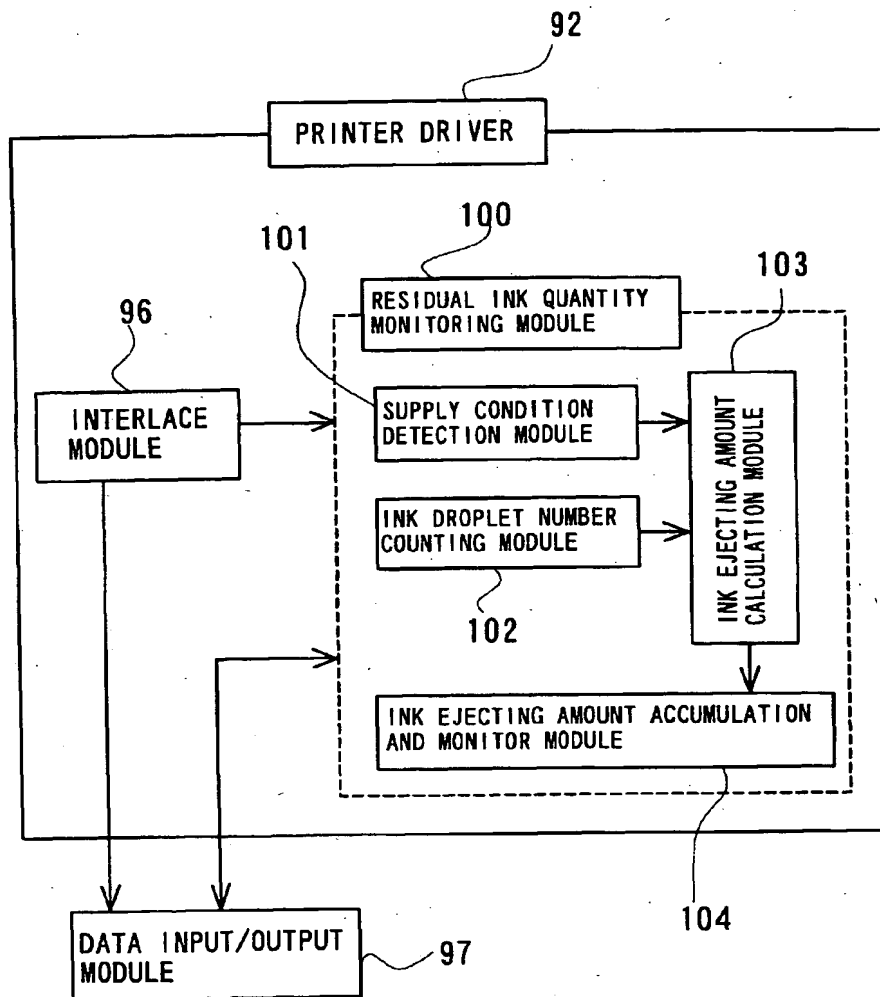 92
PRINTER DRIVER
100
101
103
RESIDUAL INK QUANTITY
MONITORING MODULE
96
INTERLACE
MODULE
SUPPLY CONDITION
DETECTION MODULE
INK EJECTING AMOUNT
CALCULATION MODULE
INK DROPLET NUMBER
COUNTING MODULE
102
INK EJECTING AMOUNT ACCUMULATION
AND MONITOR MODULE
104
DATA INPUT/OUTPUT
MODULE
97